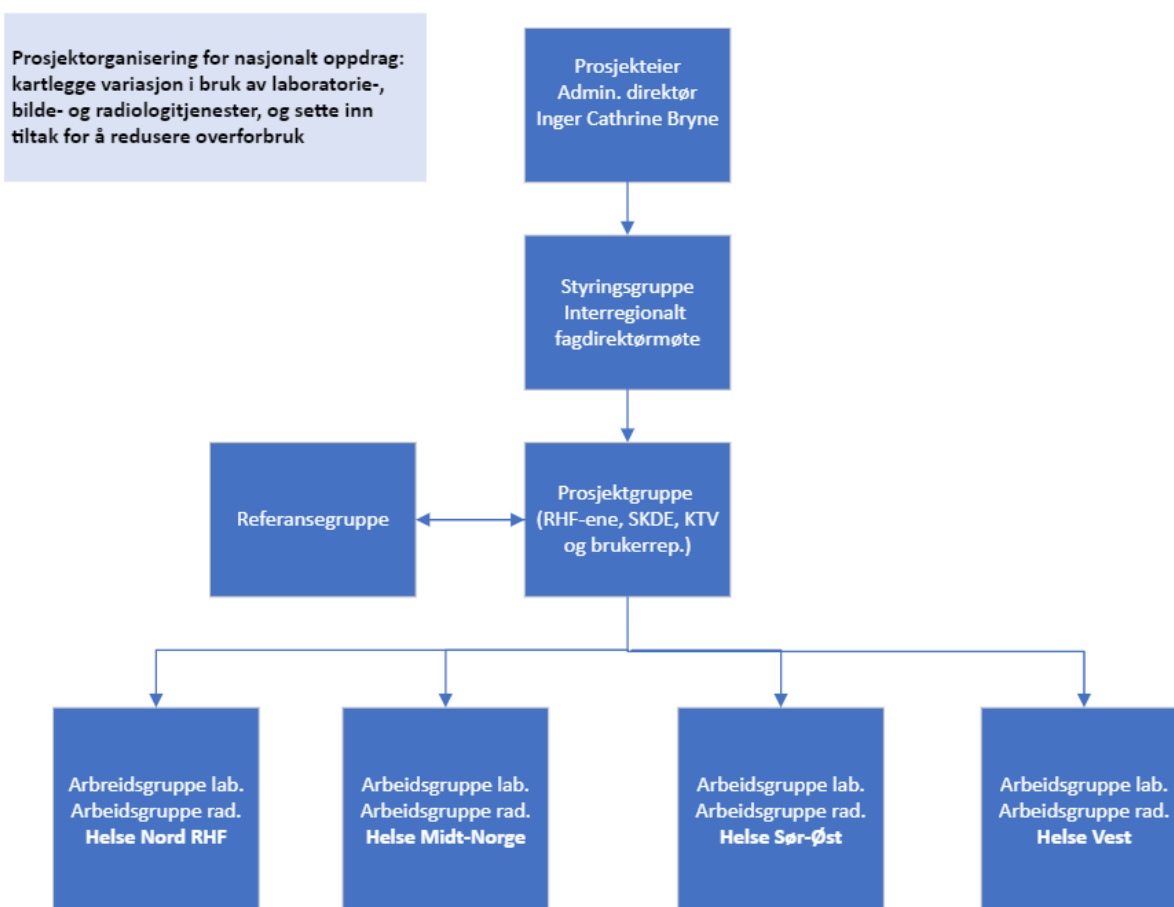 Prosjektorganisering for nasjonalt oppdrag:
kartlegge variasjon i bruk av laboratorie-,
bilde- og radiologitjenester, og sette inn
tiltak for å redusere overforbruk
Prosjekteier
Admin. direktør
Inger Cathrine Bryne
Styringsgruppe
Interregionalt
fagdirektørmøte
Referansegruppe
Prosjektgruppe
(RHF-ene, SKDE, KTV
og brukerrep.)
Arbreidsgruppe lab.
Arbeidsgruppe rad.
Helse Nord RHF
Arbeidsgruppe lab.
Arbeidsgruppe rad.
Helse Midt-Norge
Arbeidsgruppe lab.
Arbeidsgruppe rad.
Helse Sør-Øst
Arbeidsgruppe lab.
Arbeidsgruppe rad.
Helse Vest